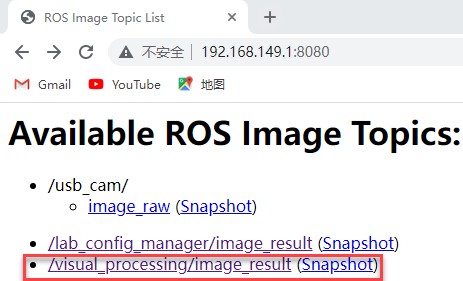 ROS Image Topic List
不安全 | 192.168.149.1:8080
Gmail YouTube 地图
Available ROS Image Topics:
/usb_cam/
image_raw (Snapshot)
/lab_config_manager/image_result (Snapshot)
/visual_processing/image_result (Snapshot)